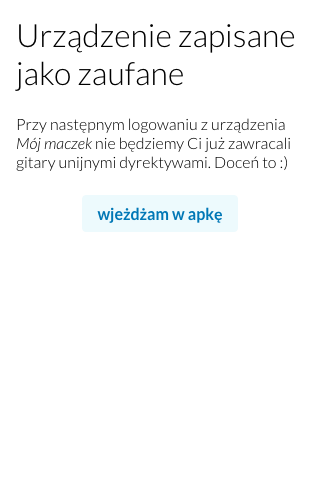 Urządzenie zapisane
jako zaufane
Przy następnym logowaniu z urządzenia
Mój maczek nie będziemy Ci już zawracali
gitary unijnymi dyrektywami. Doceń to :)
wjeżdżam w apkę